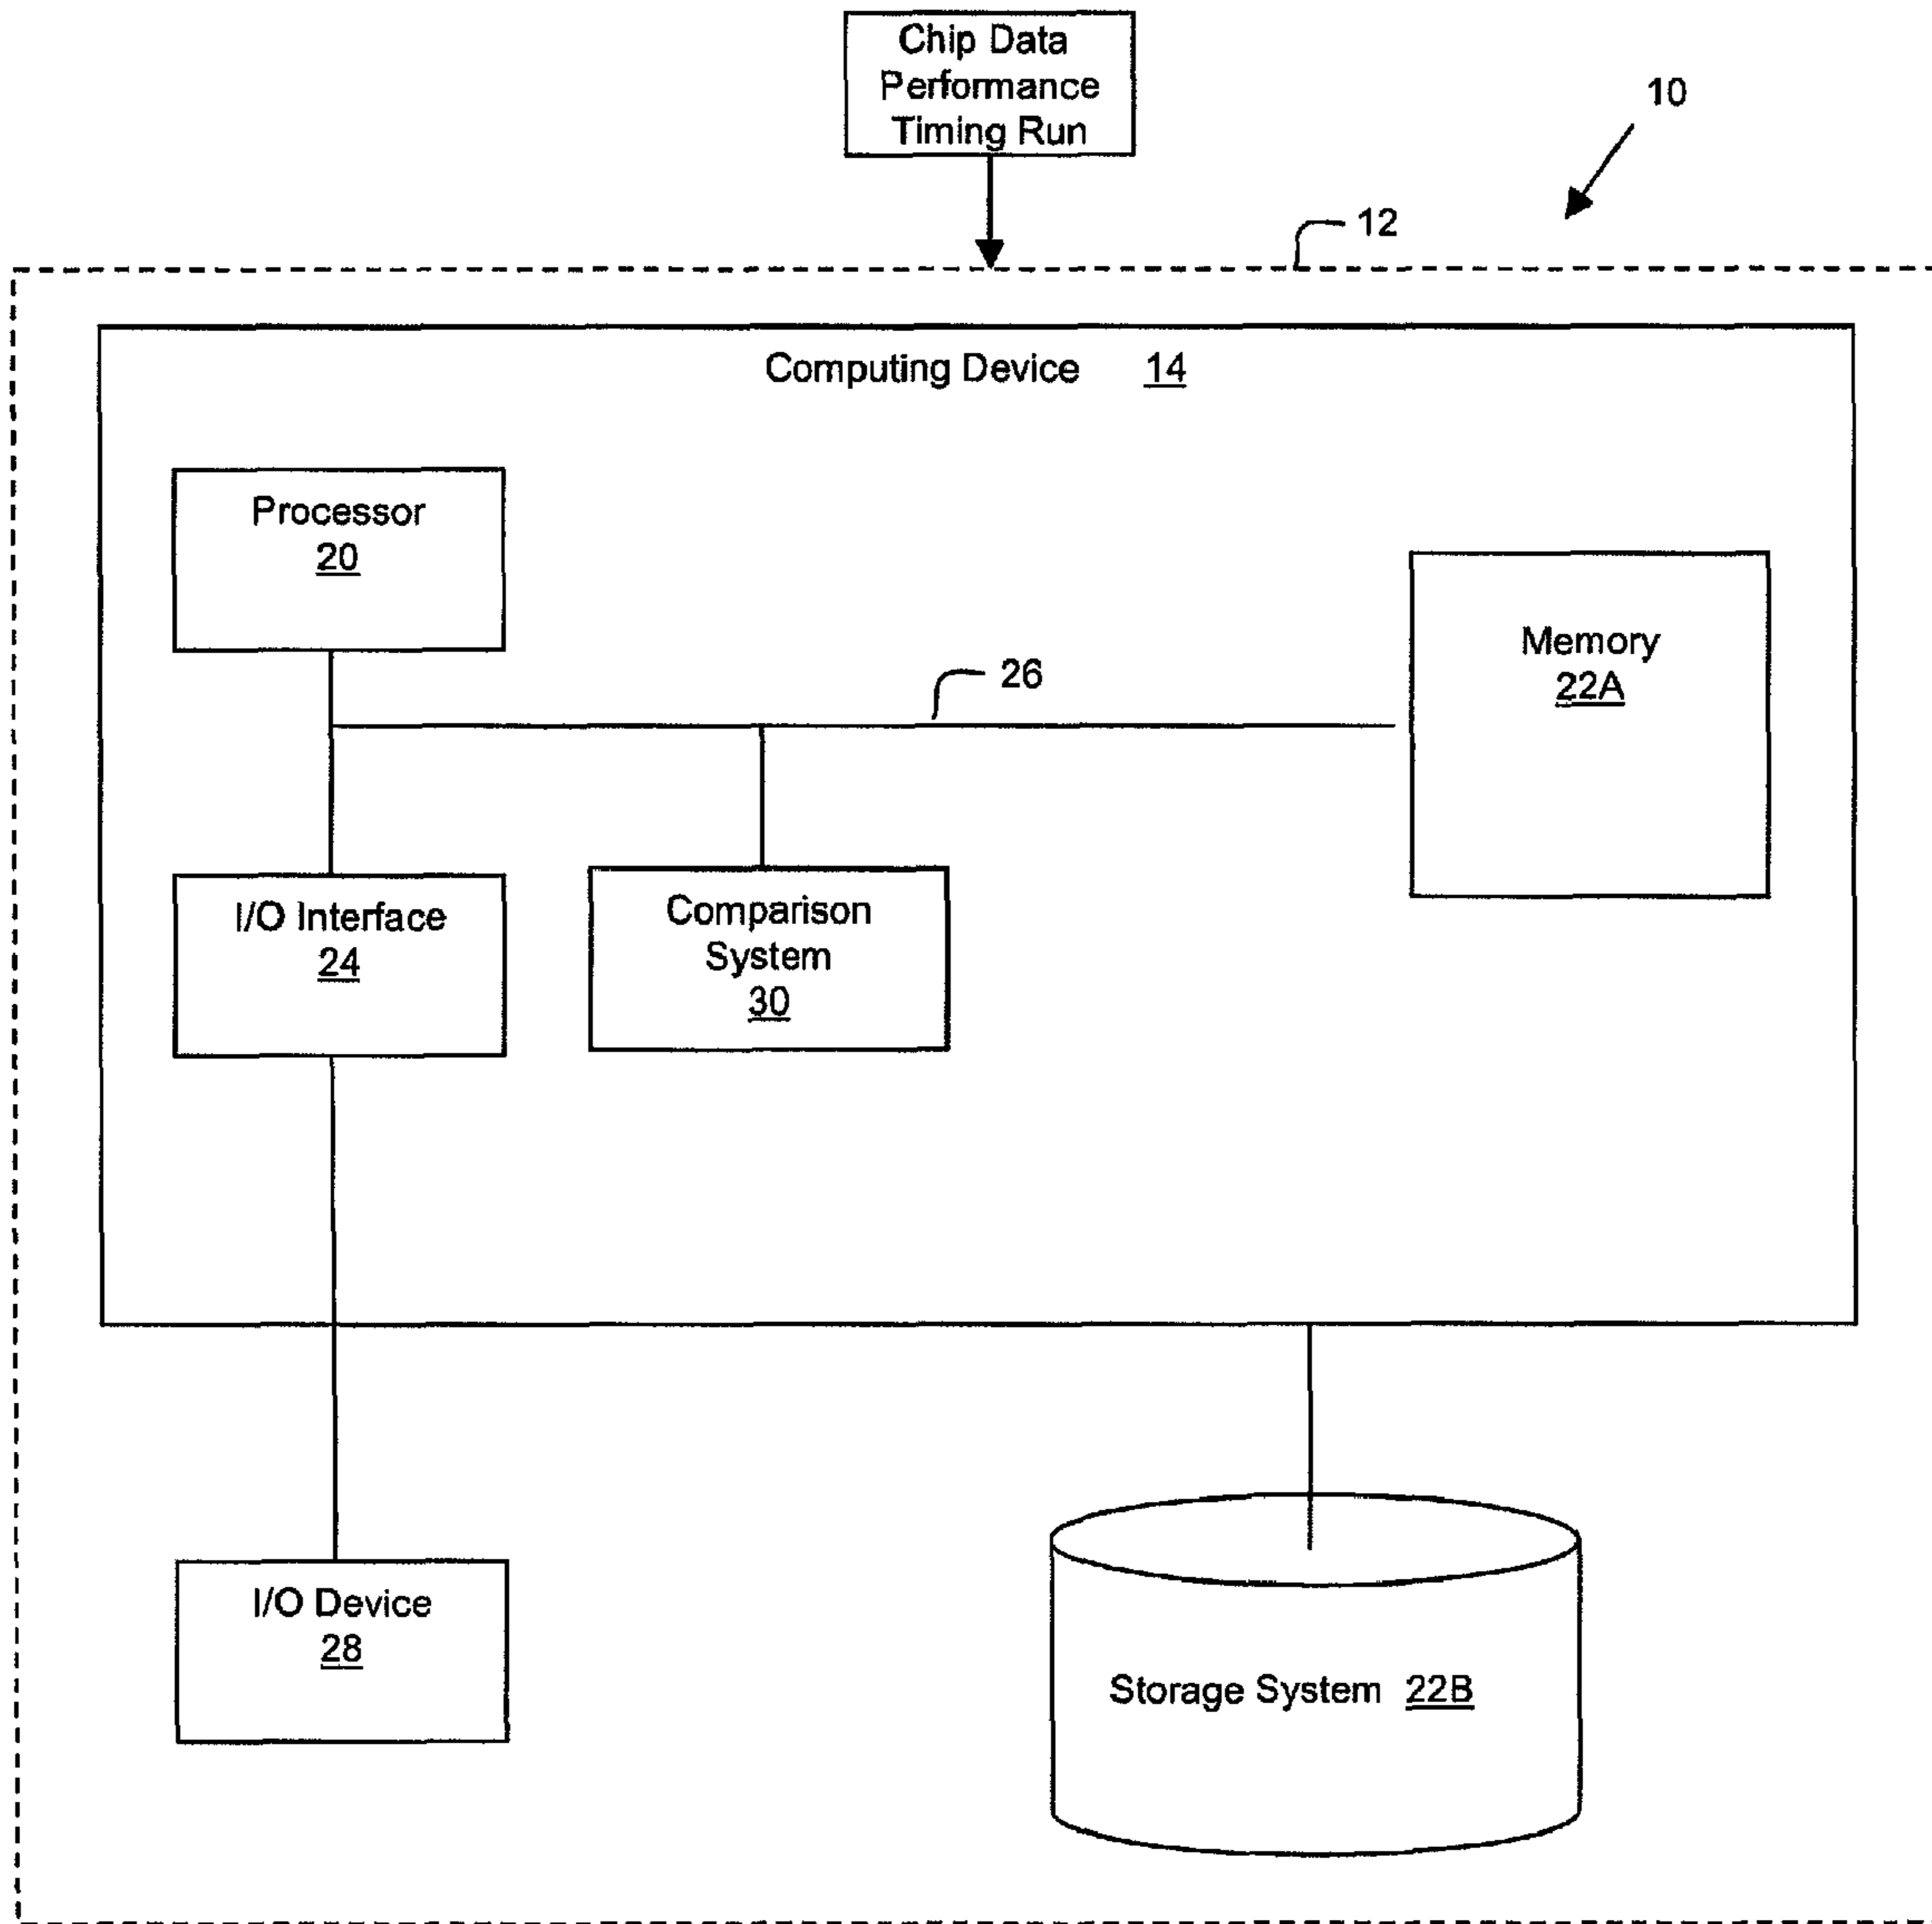 Chip Data
Performance
Timing Run
10
12
Computing Device 14
Processor
20
Memory
22A
26
I/O Interface
24
Comparison
System
30
I/O Device
28
Storage System 22B